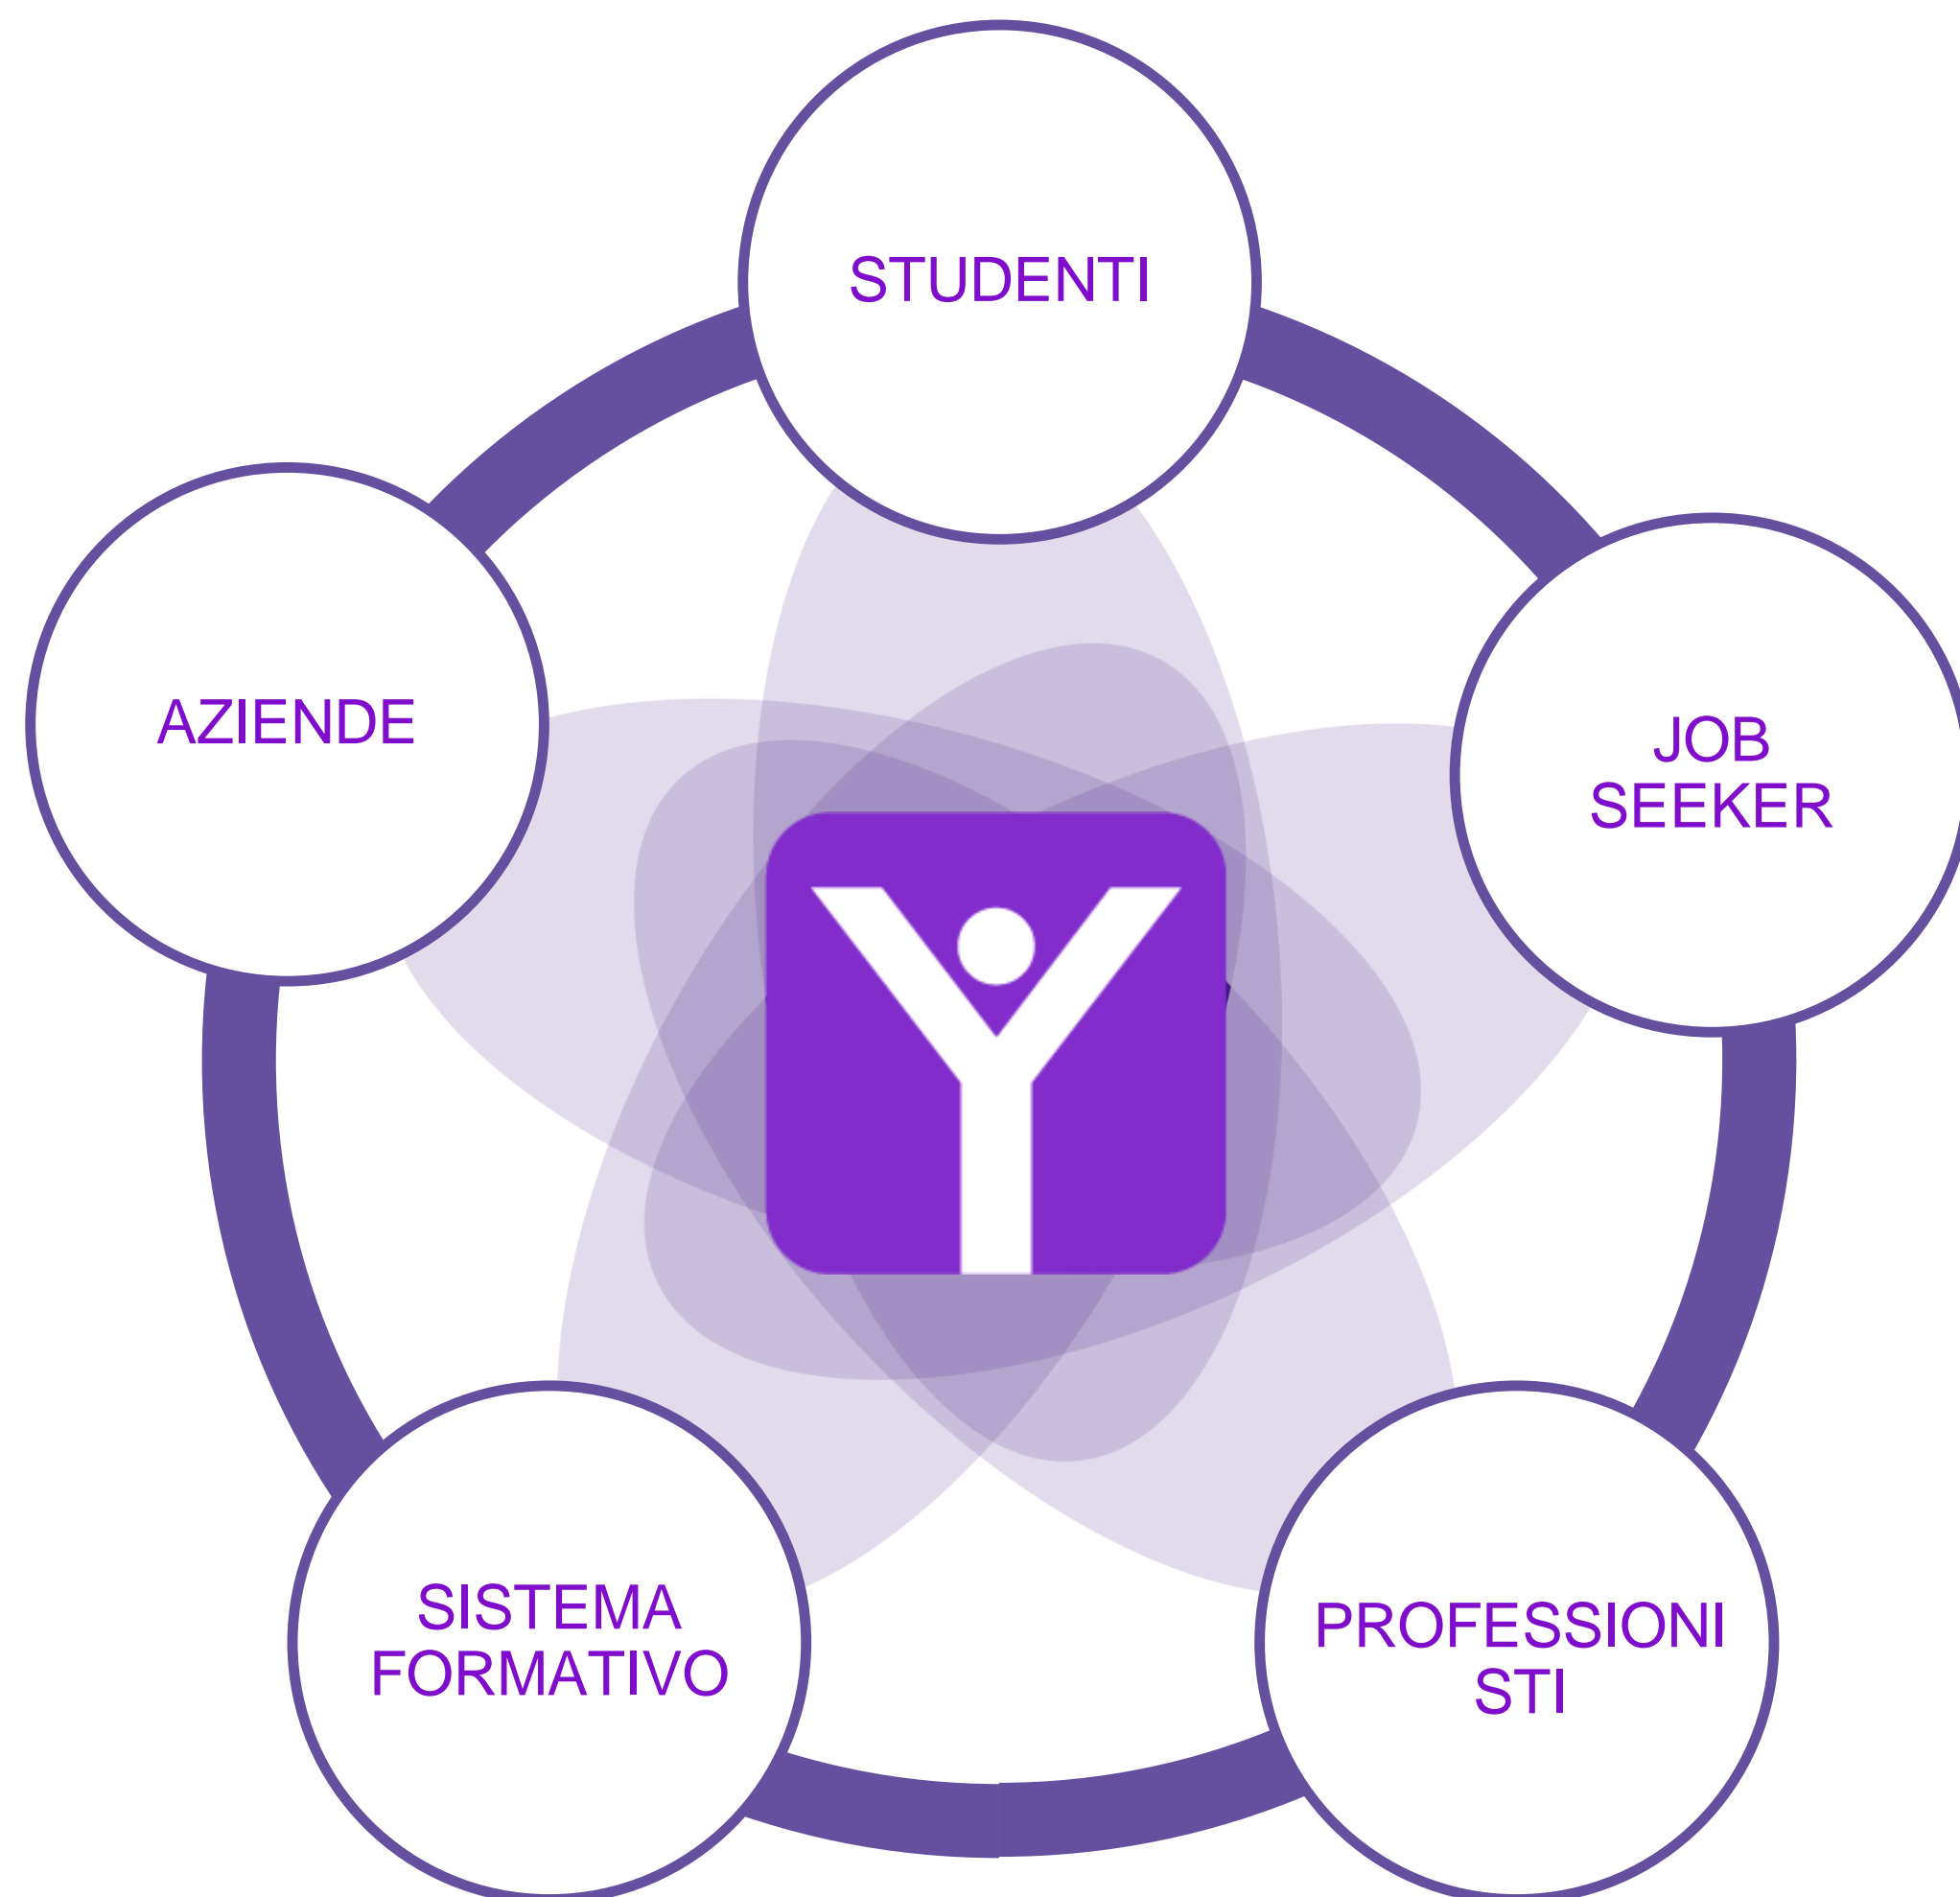 STUDENTI
AZIENDE
JOB
SEEKER
SISTEMA
FORMATIVO
PROFESSIONI
STI